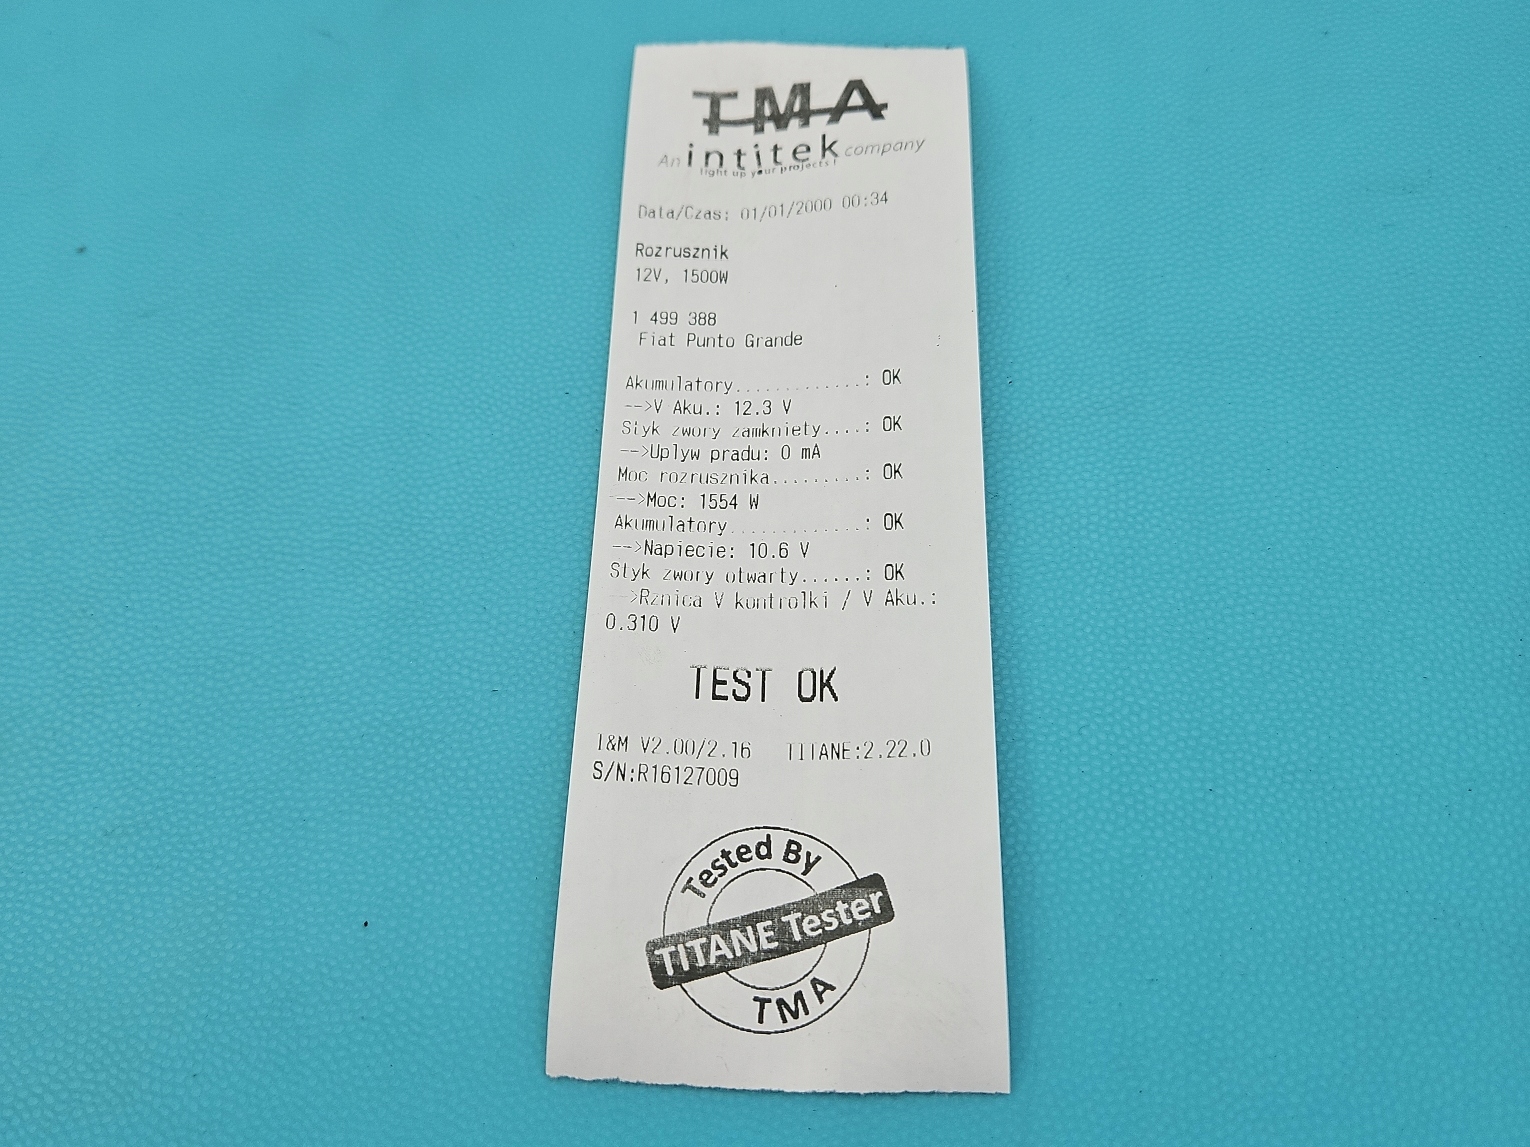 TMA
An intitek company
light up your projects !
Data/Czas: 01/01/2000 00:34
Rozrusznik
12V, 1500W
1 499 388
Fiat Punto Grande
Akumulatory.............: OK
-->V Aku.: 12.3 V
Styk zwory zamkniety....: OK
-->Uplyw pradu: 0 mA
Moc rozrusznika.........: OK
-->Moc: 1554 W
Akumulatory.............: OK
-->Napiecie: 10.6 V
Styk zwory otwarty......: OK
-->Rznica V kontrolki / V Aku.:
0.310 V
TEST OK
I&M V2.00/2.16 TITANE:2.22.0
S/N:R16127009
Tested By
TITANE Tester
TMA